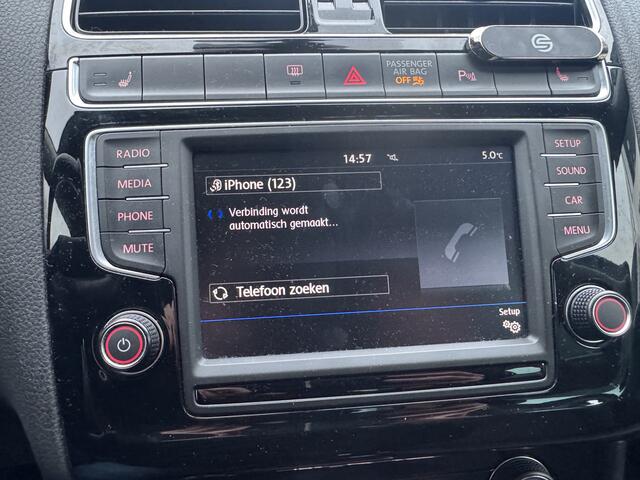 PASSENGER
AIR BAG
OFF
P
RADIO
MEDIA
PHONE
MUTE
14:57
5.0°C
iPhone (123)
Verbinding wordt
automatisch gemaakt...
Telefoon zoeken
Setup
SETUP
SOUND
CAR
MENU